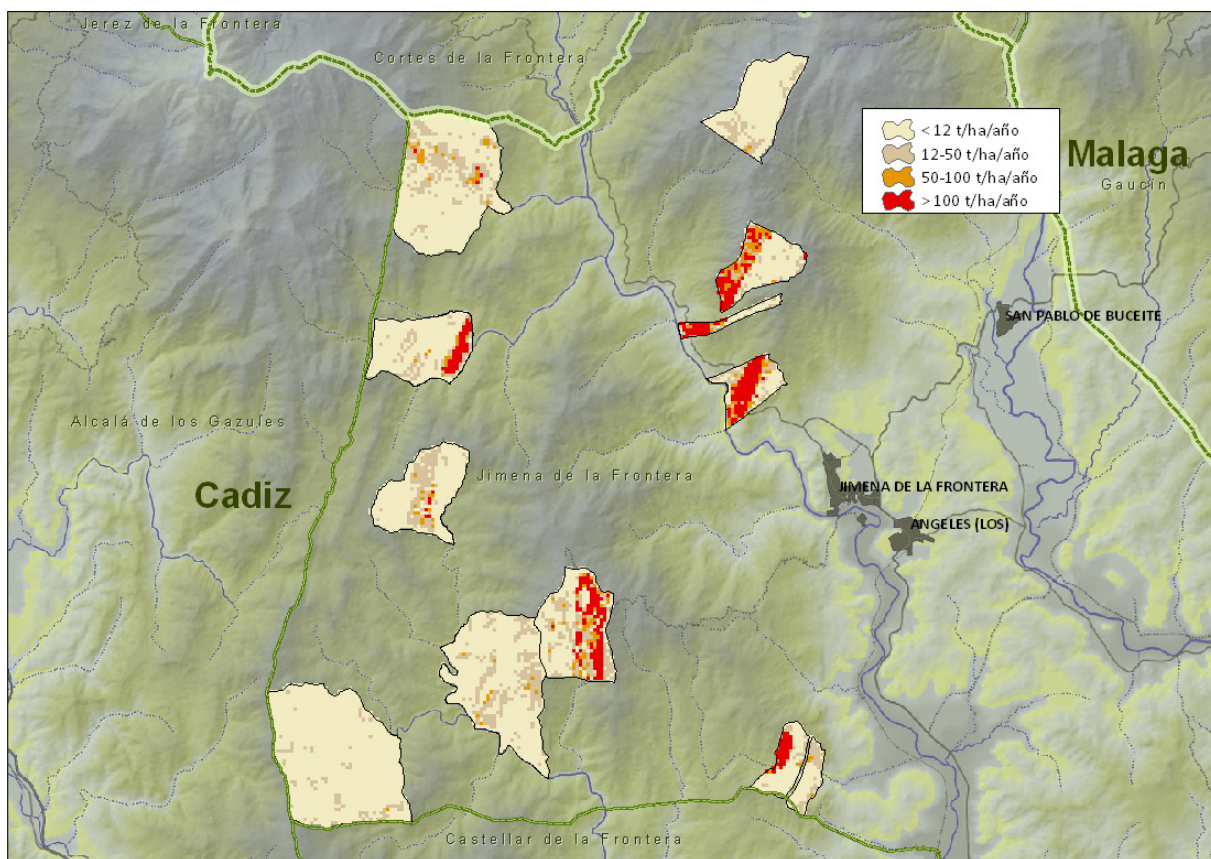 Jerez de la Frontera
Cortes de la Frontera
< 12 t/ha/año
12-50 t/ha/año
50-100 t/ha/año
> 100 t/ha/año
Malaga
Gaucín
SAN PABLO DE BUCEITE
Alcalá de los Gazules
Jimena de la Frontera
Cadiz
JIMENA DE LA FRONTERA
ANGELES (LOS)
Castellar de la Frontera